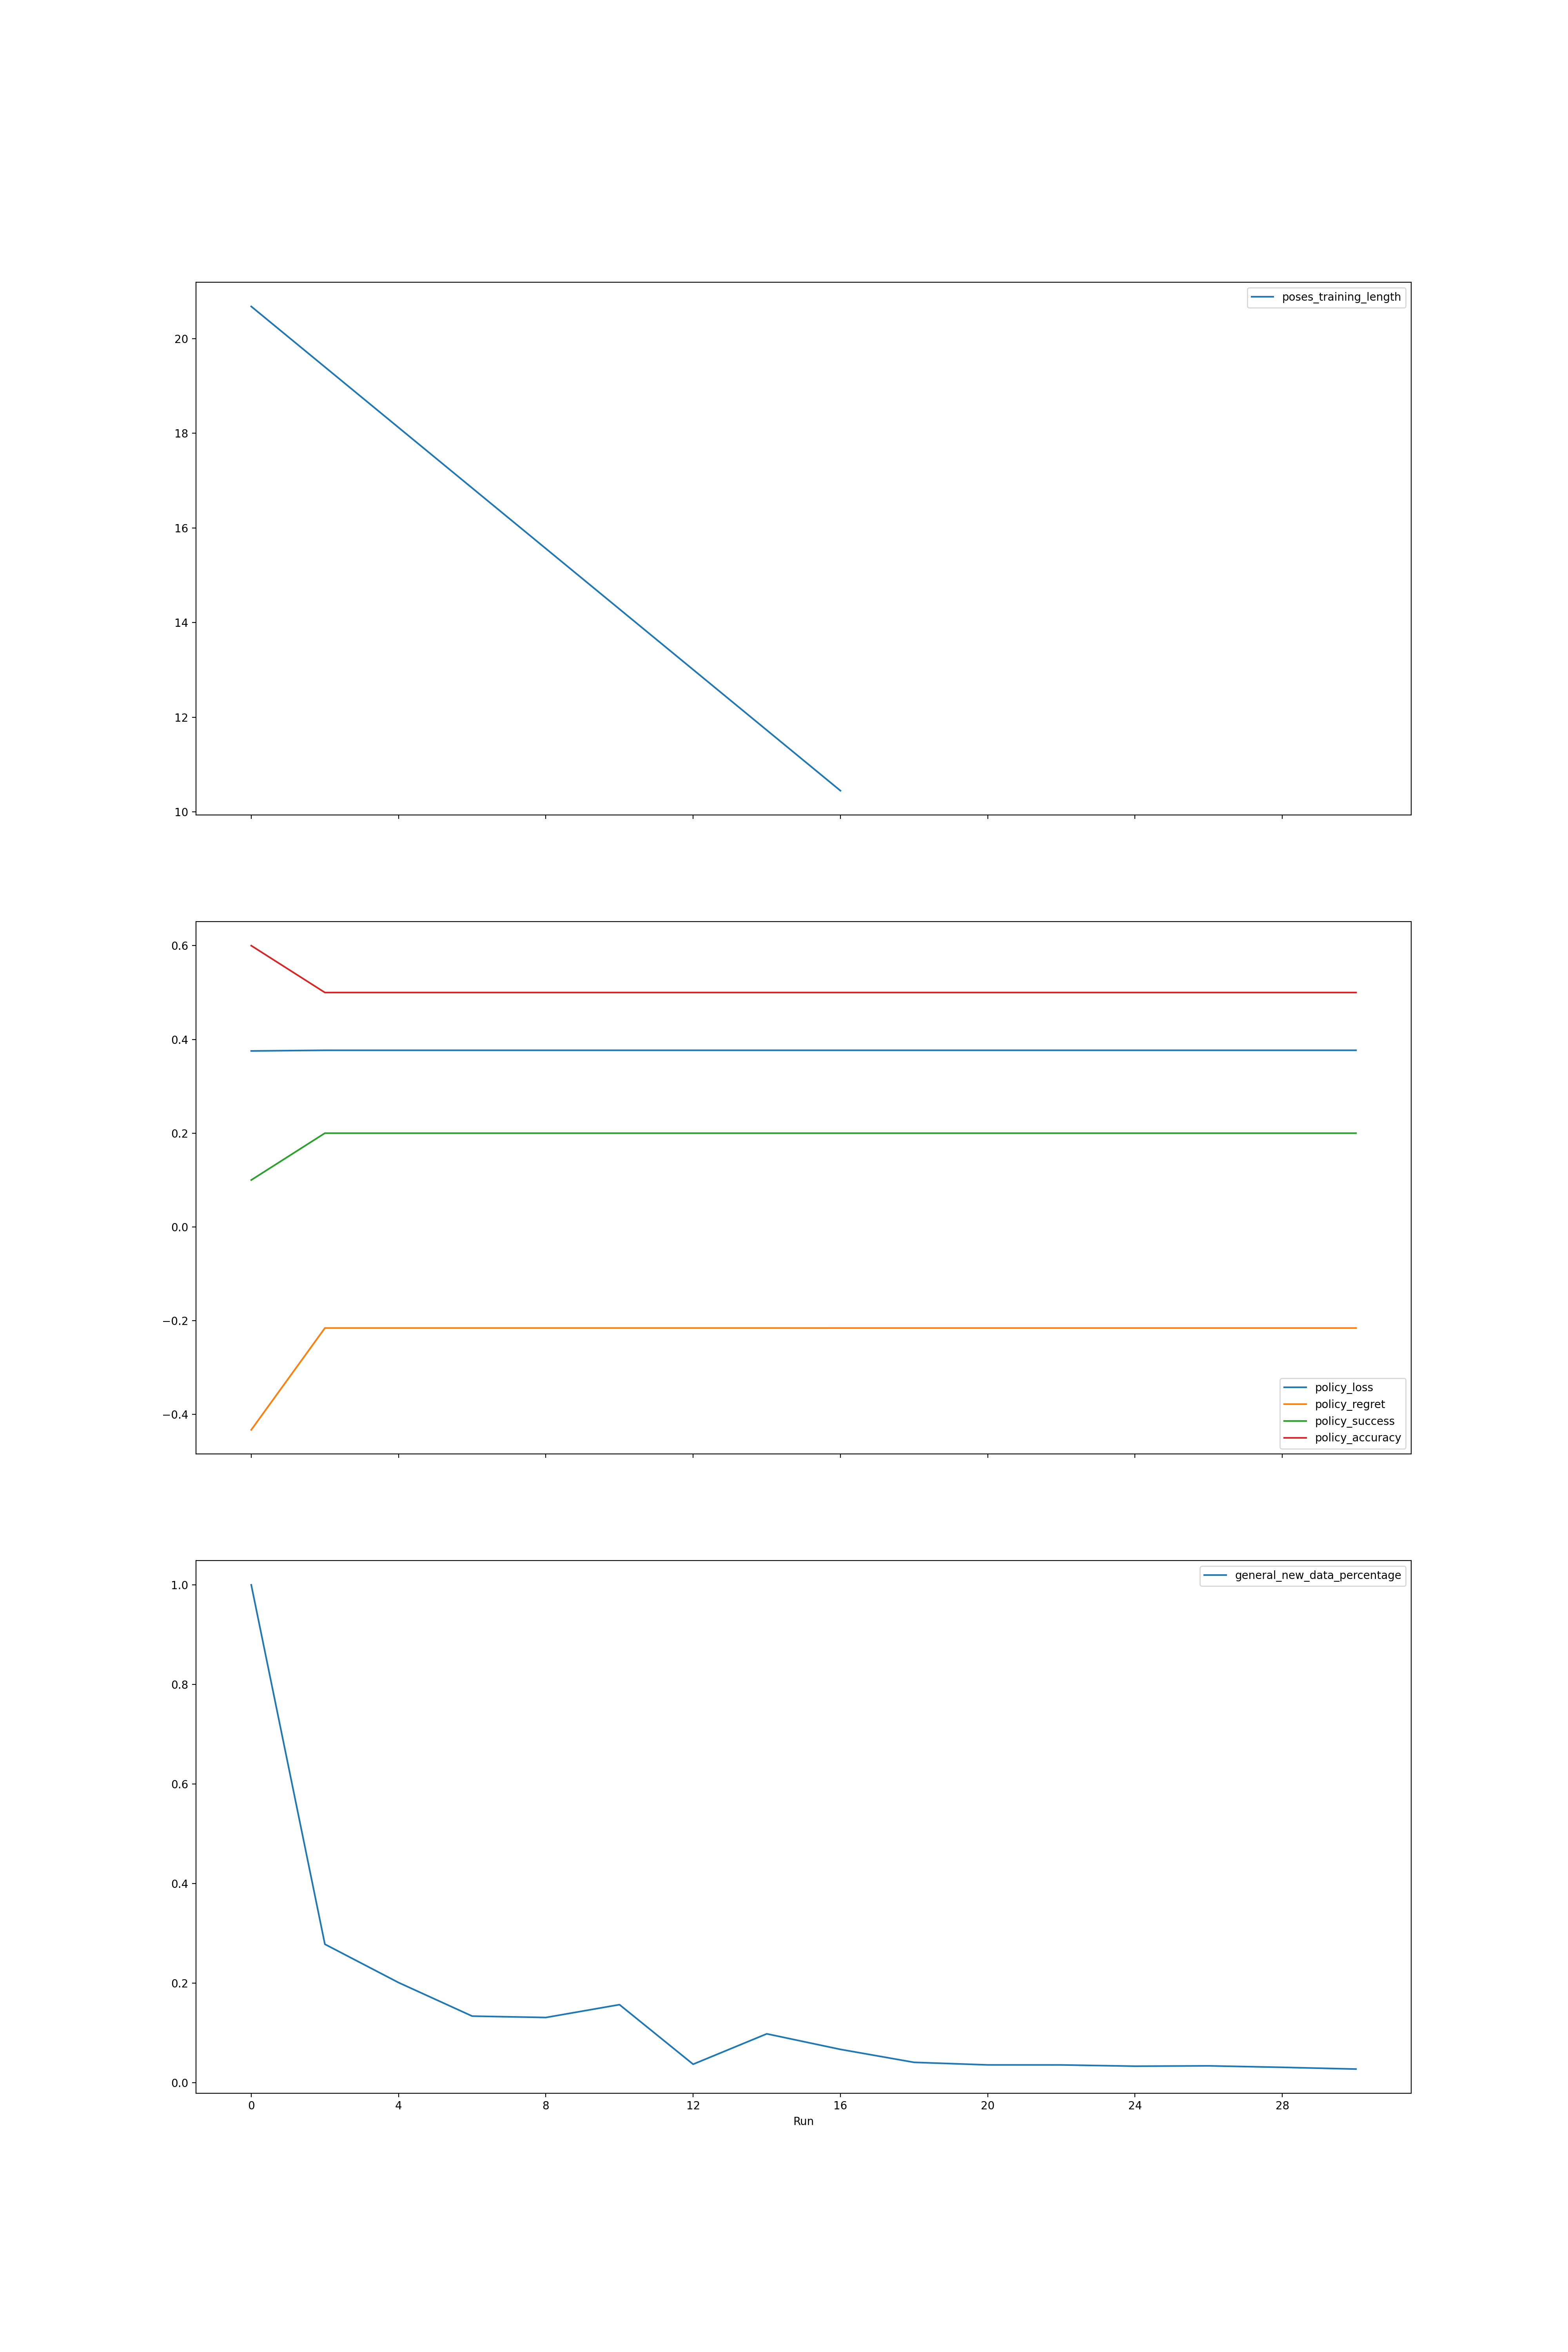 poses_training_length
20
18
16
14
12
10
0.6
0.4
0.2
0.0
−0.2
−0.4
policy_loss
policy_regret
policy_success
policy_accuracy
general_new_data_percentage
1.0
0.8
0.6
0.4
0.2
0.0
0 4 8 12 16 20 24 28
Run